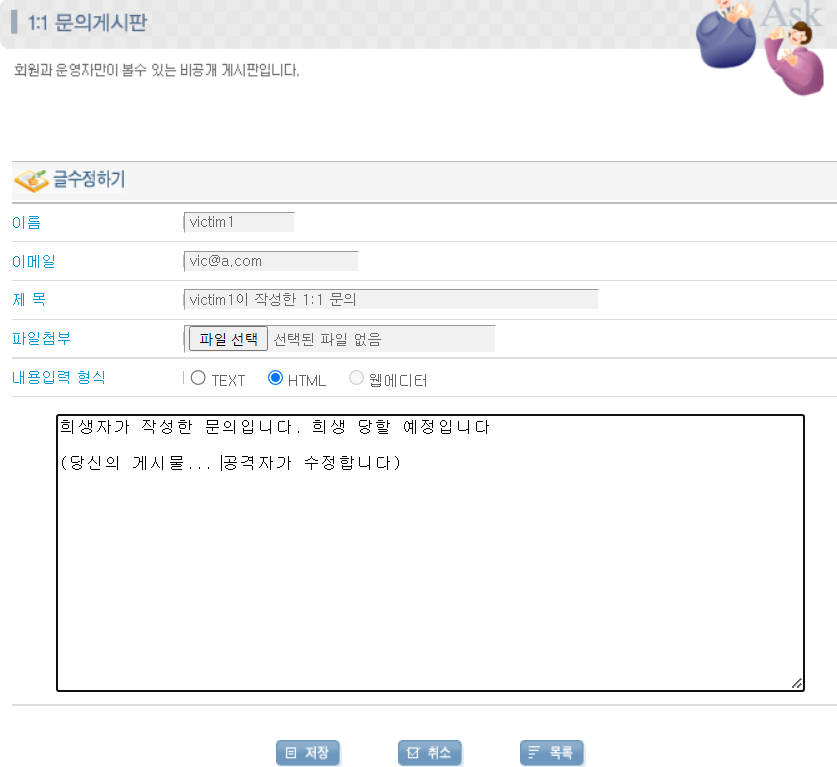 1:1 문의게시판
Ask
회원과 운영자만이 볼수 있는 비공개 게시판입니다.
글수정하기
이름 victim1
이메일 vic@a.com
제 목 victim1이 작성한 1:1 문의
파일첨부 파일 선택 선택된 파일 없음
내용입력 형식 TEXT HTML 웹에디터
희생자가 작성한 문의입니다. 희생 당할 예정입니다
(당신의 게시물... 공격자가 수정합니다)
저장 취소 목록